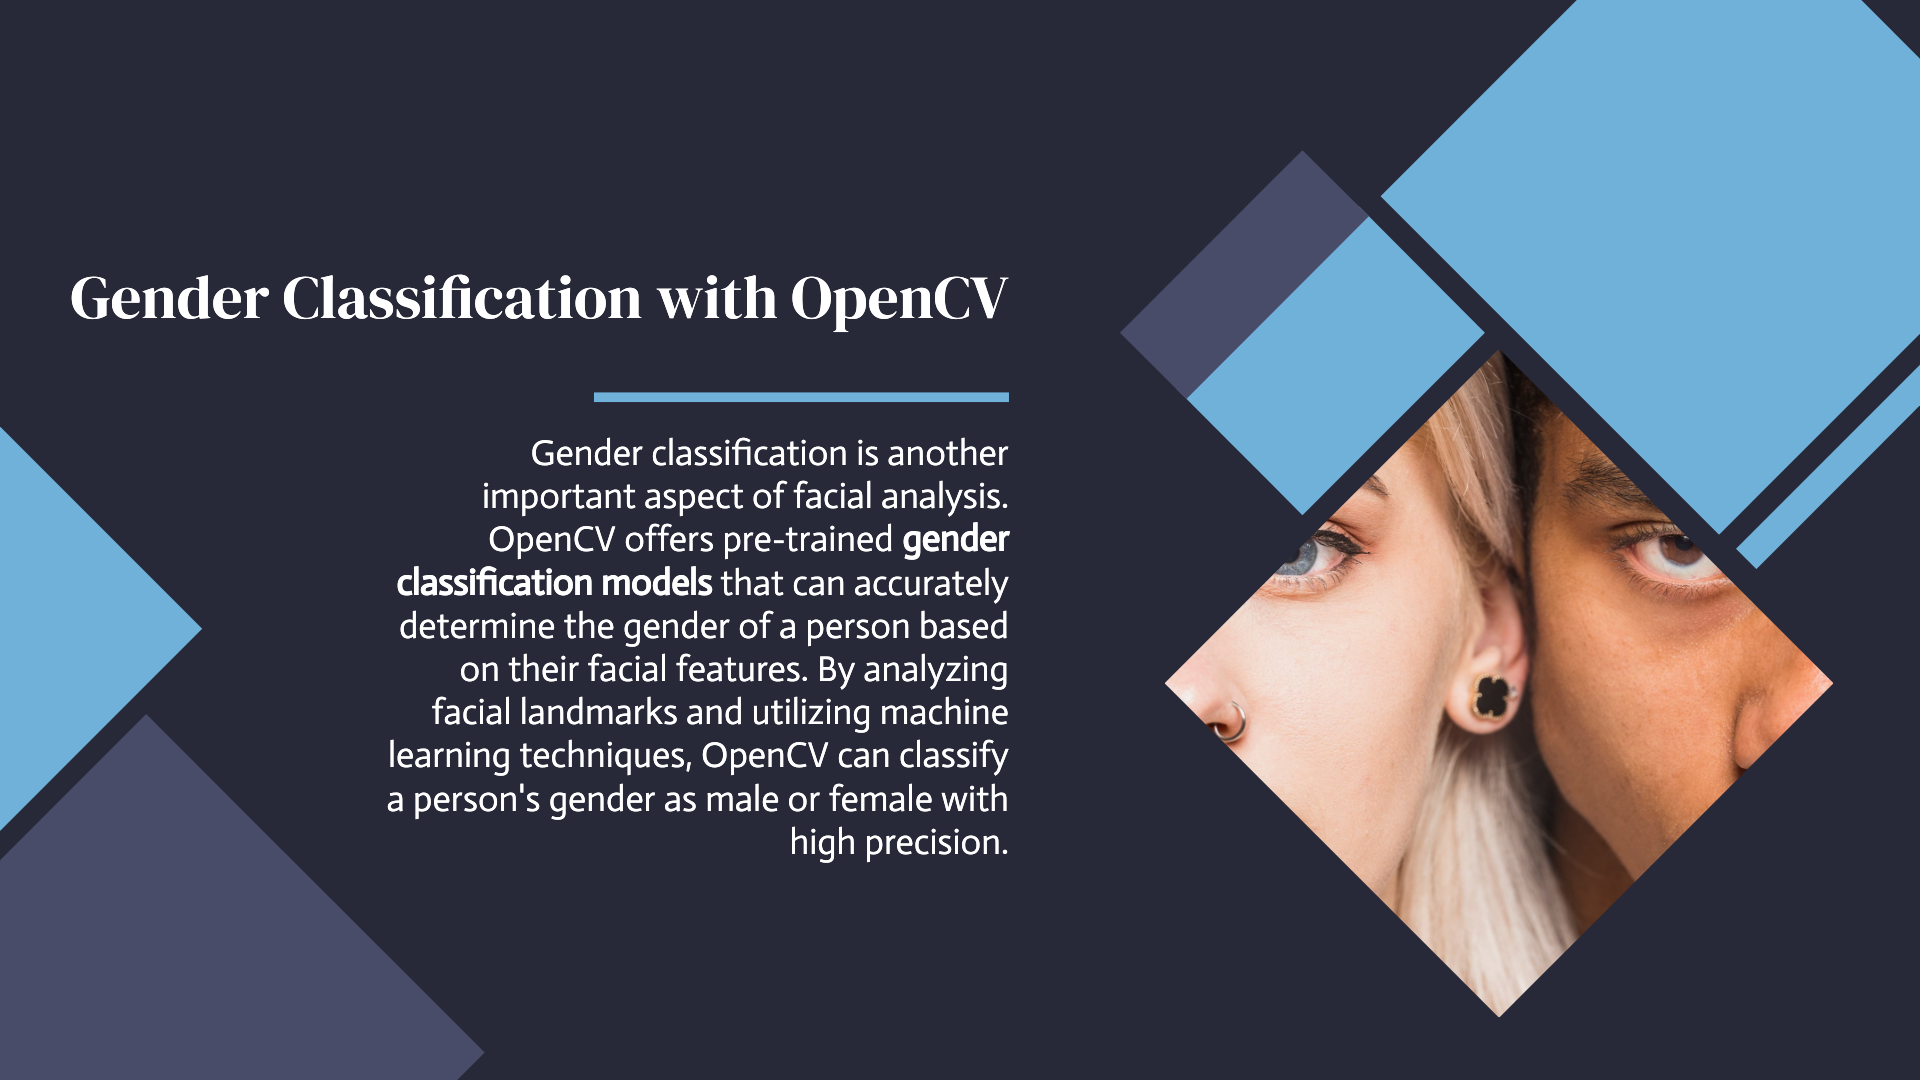 Gender Classification with OpenCV
Gender classification is another
important aspect of facial analysis.
OpenCV offers pre-trained gender
classification models that can accurately
determine the gender of a person based
on their facial features. By analyzing
facial landmarks and utilizing machine
learning techniques, OpenCV can classify
a person's gender as male or female with
high precision.